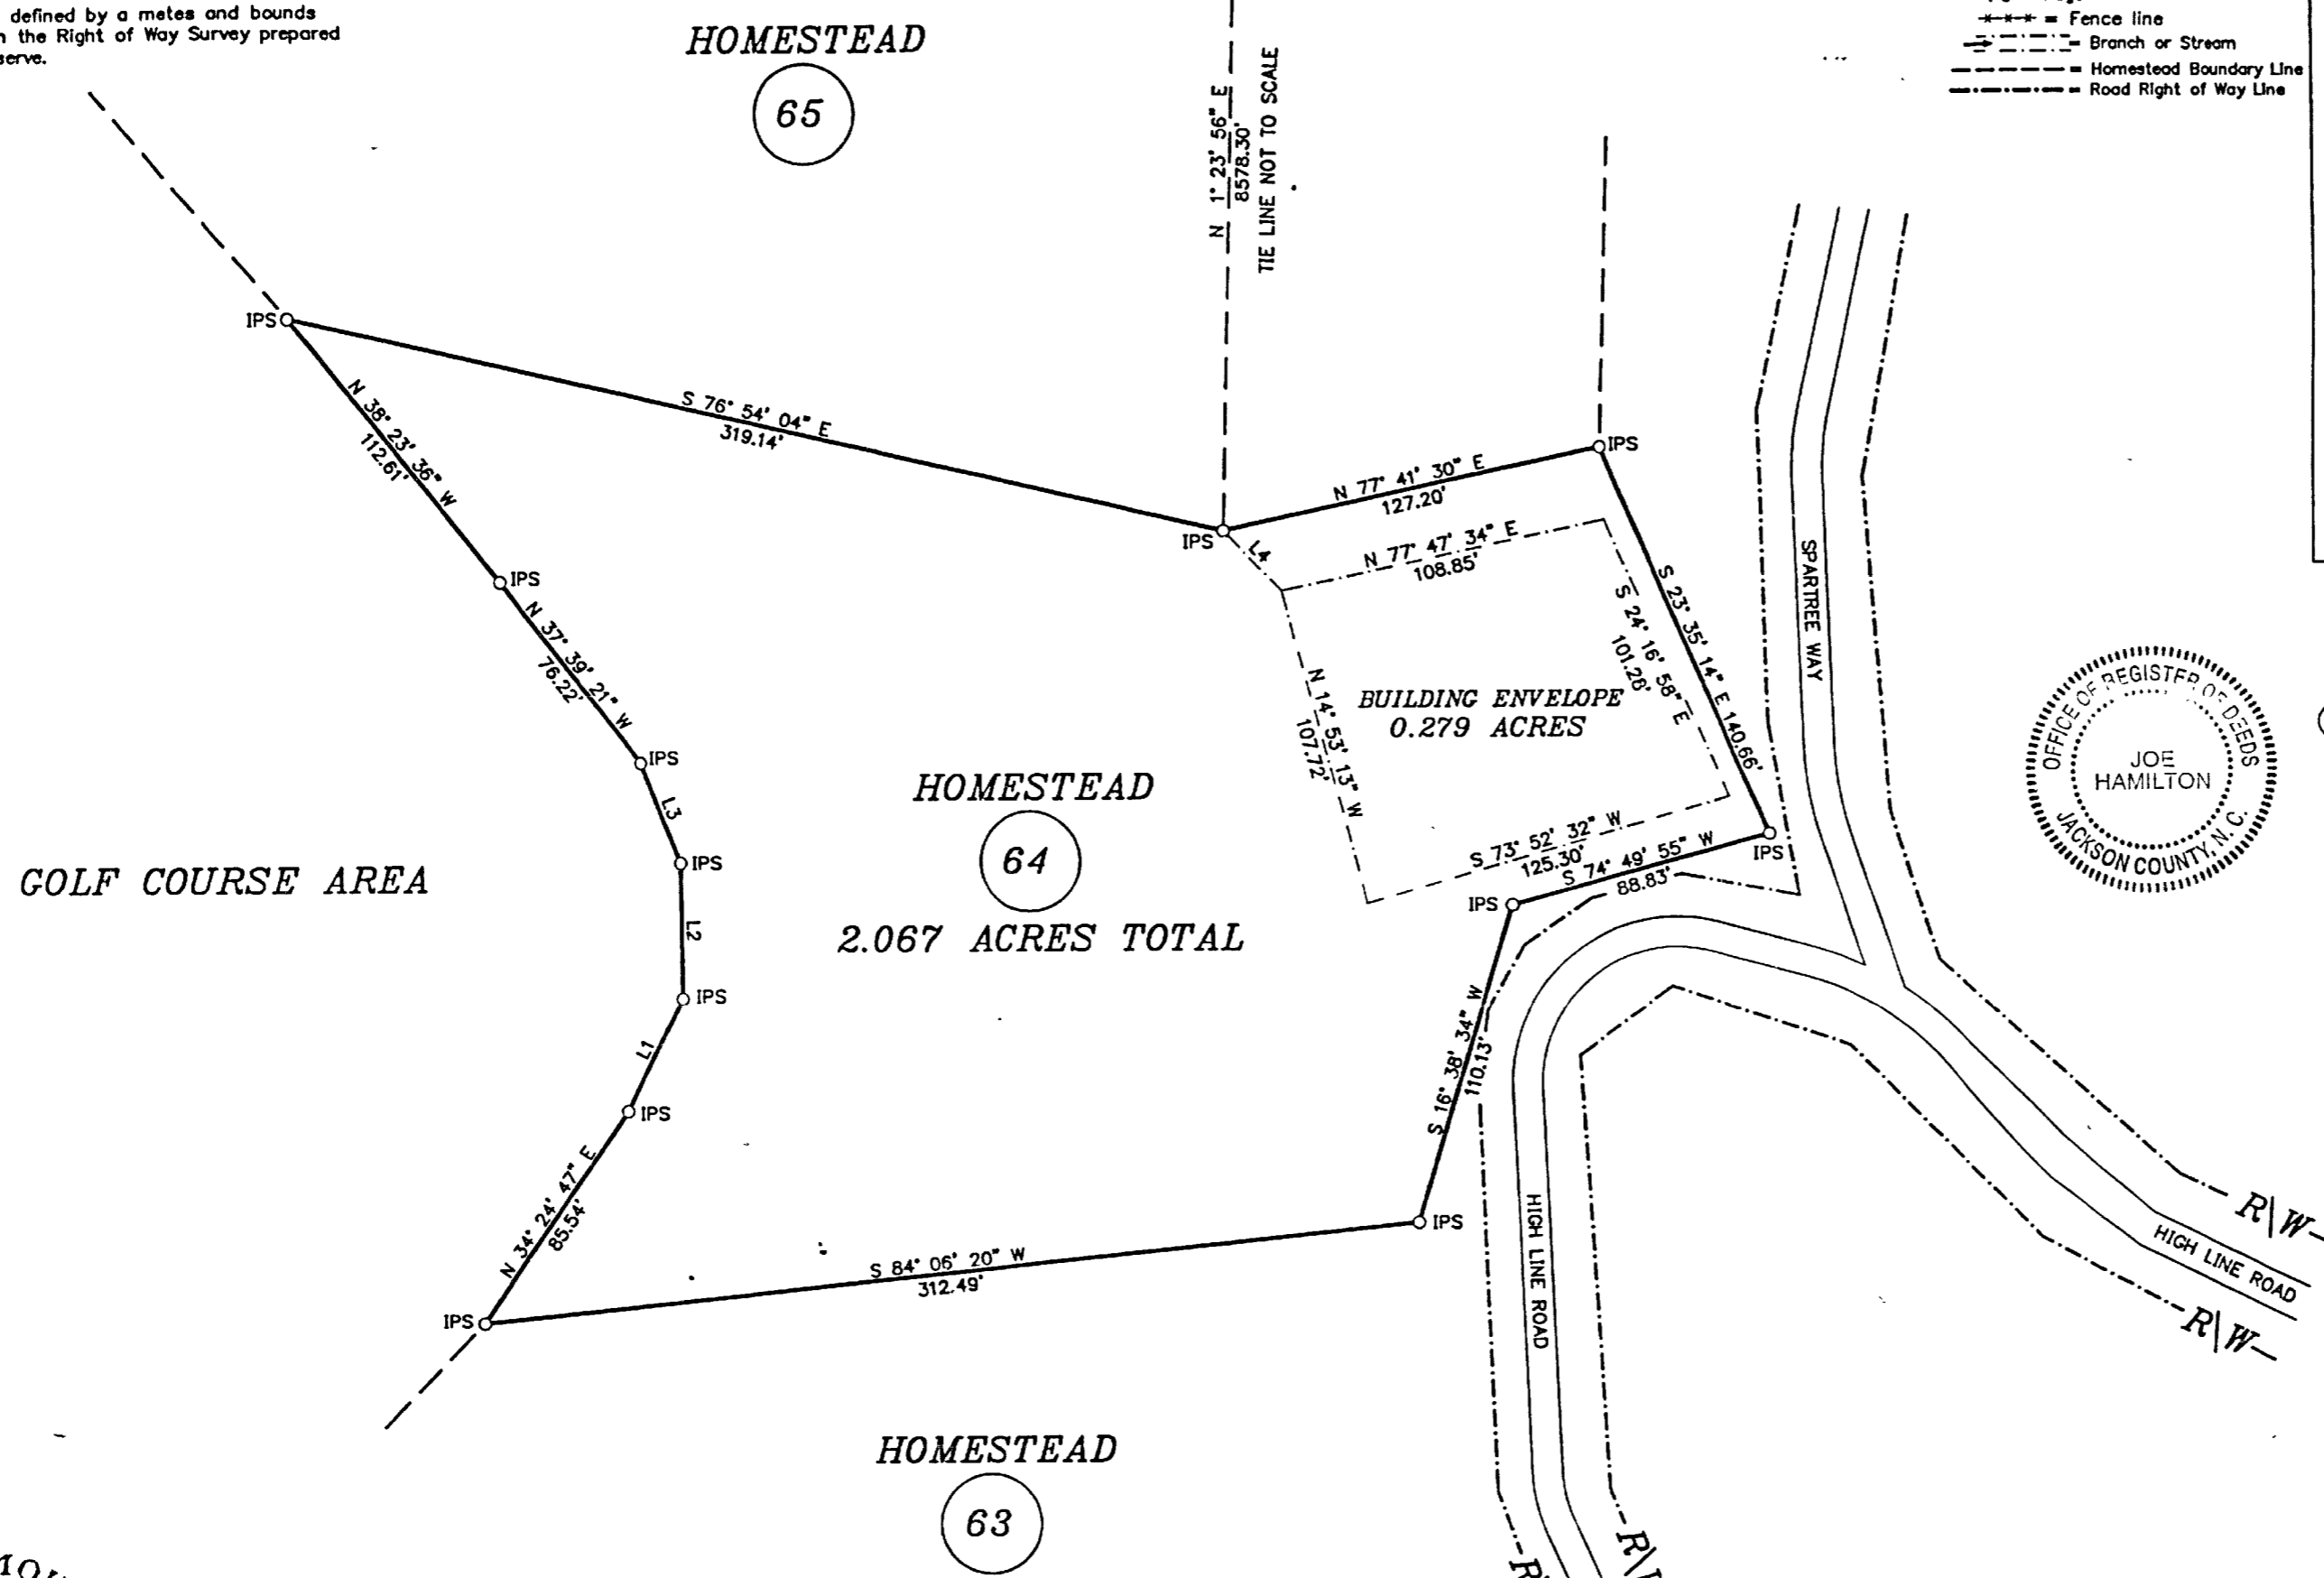 defined by a metes and bounds
the Right of Way Survey prepared
serve.
= Fence line
= Branch or Stream
= Homestead Boundary Line
= Road Right of Way Line
HOMESTEAD
65
N 1° 23' 56" E
8578.30'
TIE LINE NOT TO SCALE
IPS
S 76° 54' 04" E
319.14'
N 38° 23' 36" W
112.61'
IPS
IPS
N 77° 41' 30" E
127.20'
IPS
L4
N 77° 47' 34" E
108.85'
S 23° 35' 14" E 140.66'
S 24° 16' 58" E
101.28'
N 37° 39' 21" W
76.22'
IPS
N 14° 53' 13" W
107.72'
BUILDING ENVELOPE
0.279 ACRES
SPARTREE WAY
OFFICE OF REGISTER OF DEEDS
JOE
HAMILTON
JACKSON COUNTY, N. C.
L3
IPS
HOMESTEAD
64
2.067 ACRES TOTAL
GOLF COURSE AREA
S 73° 52' 32" W
125.30'
S 74° 49' 55" W
88.83'
IPS
IPS
L2
IPS
L1
IPS
S 16° 38' 34" W
110.13'
IPS
N 34° 24' 47" E
85.54'
IPS
S 84° 06' 20" W
312.49'
HIGH LINE ROAD
HIGH LINE ROAD
R\W
R\W
HOMESTEAD
63